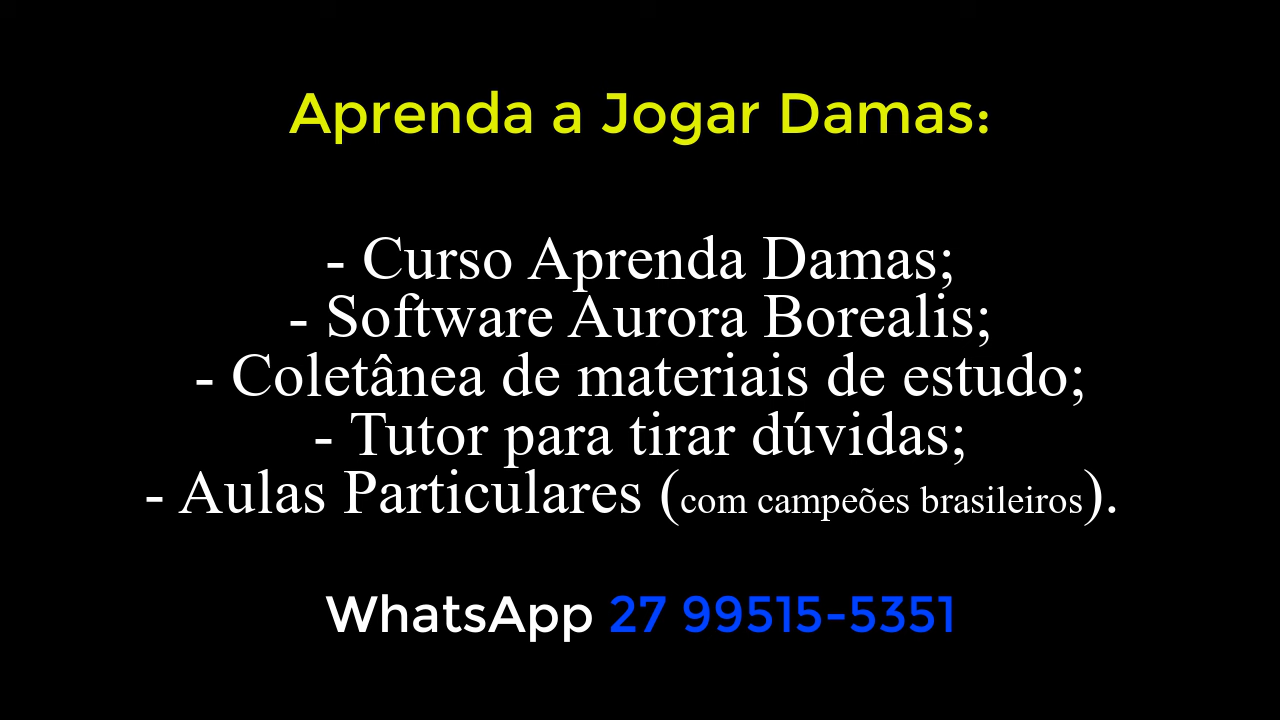 Aprenda a Jogar Damas:
- Curso Aprenda Damas;
- Software Aurora Borealis;
- Coletânea de materiais de estudo;
- Tutor para tirar dúvidas;
- Aulas Particulares (com campeões brasileiros).
WhatsApp 27 99515-5351